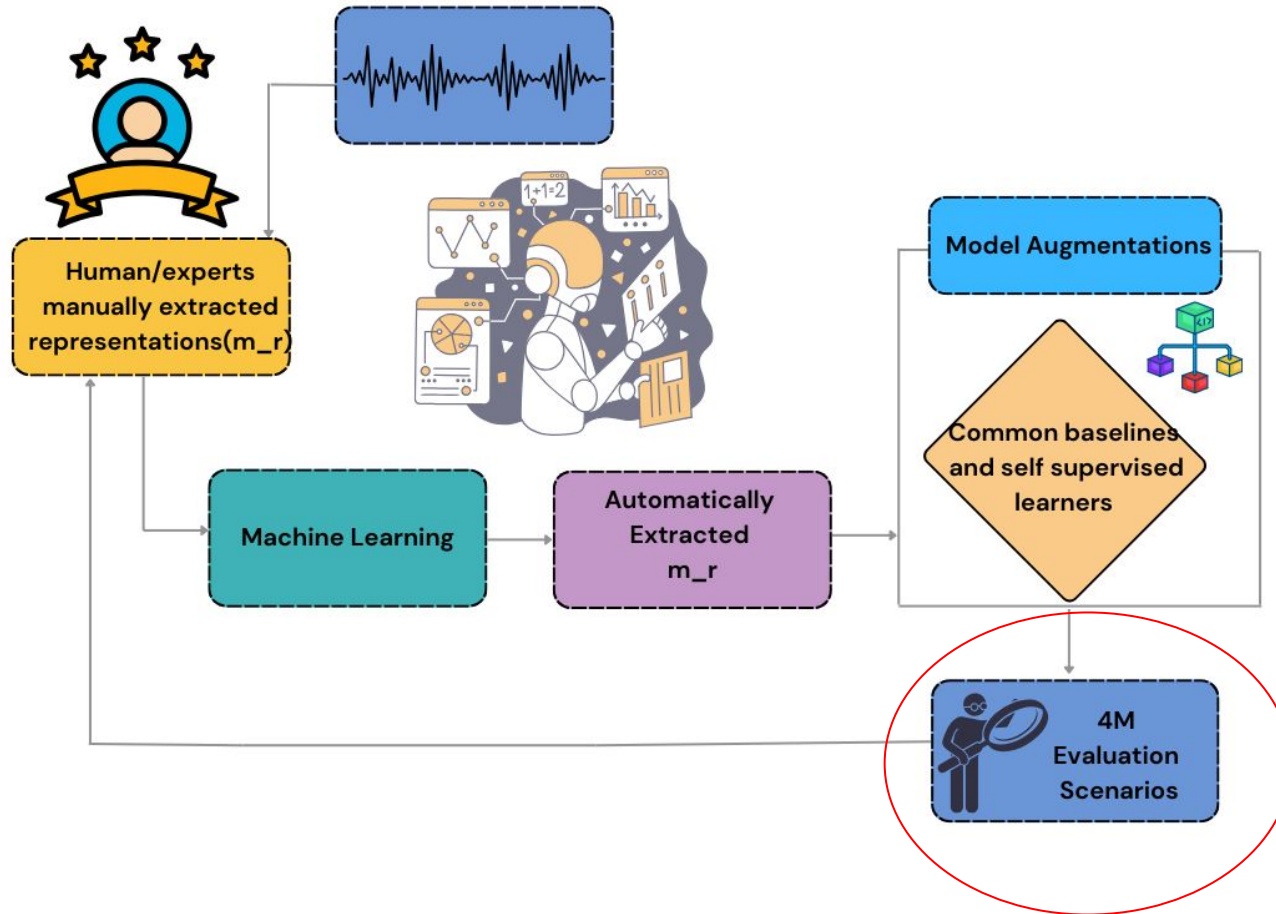 1+1=2
Human/experts
manually extracted
representations(m_r)
Machine Learning
Automatically
Extracted
m_r
Model Augmentations
</>
Common baselines
and self supervised
learners
4M
Evaluation
Scenarios